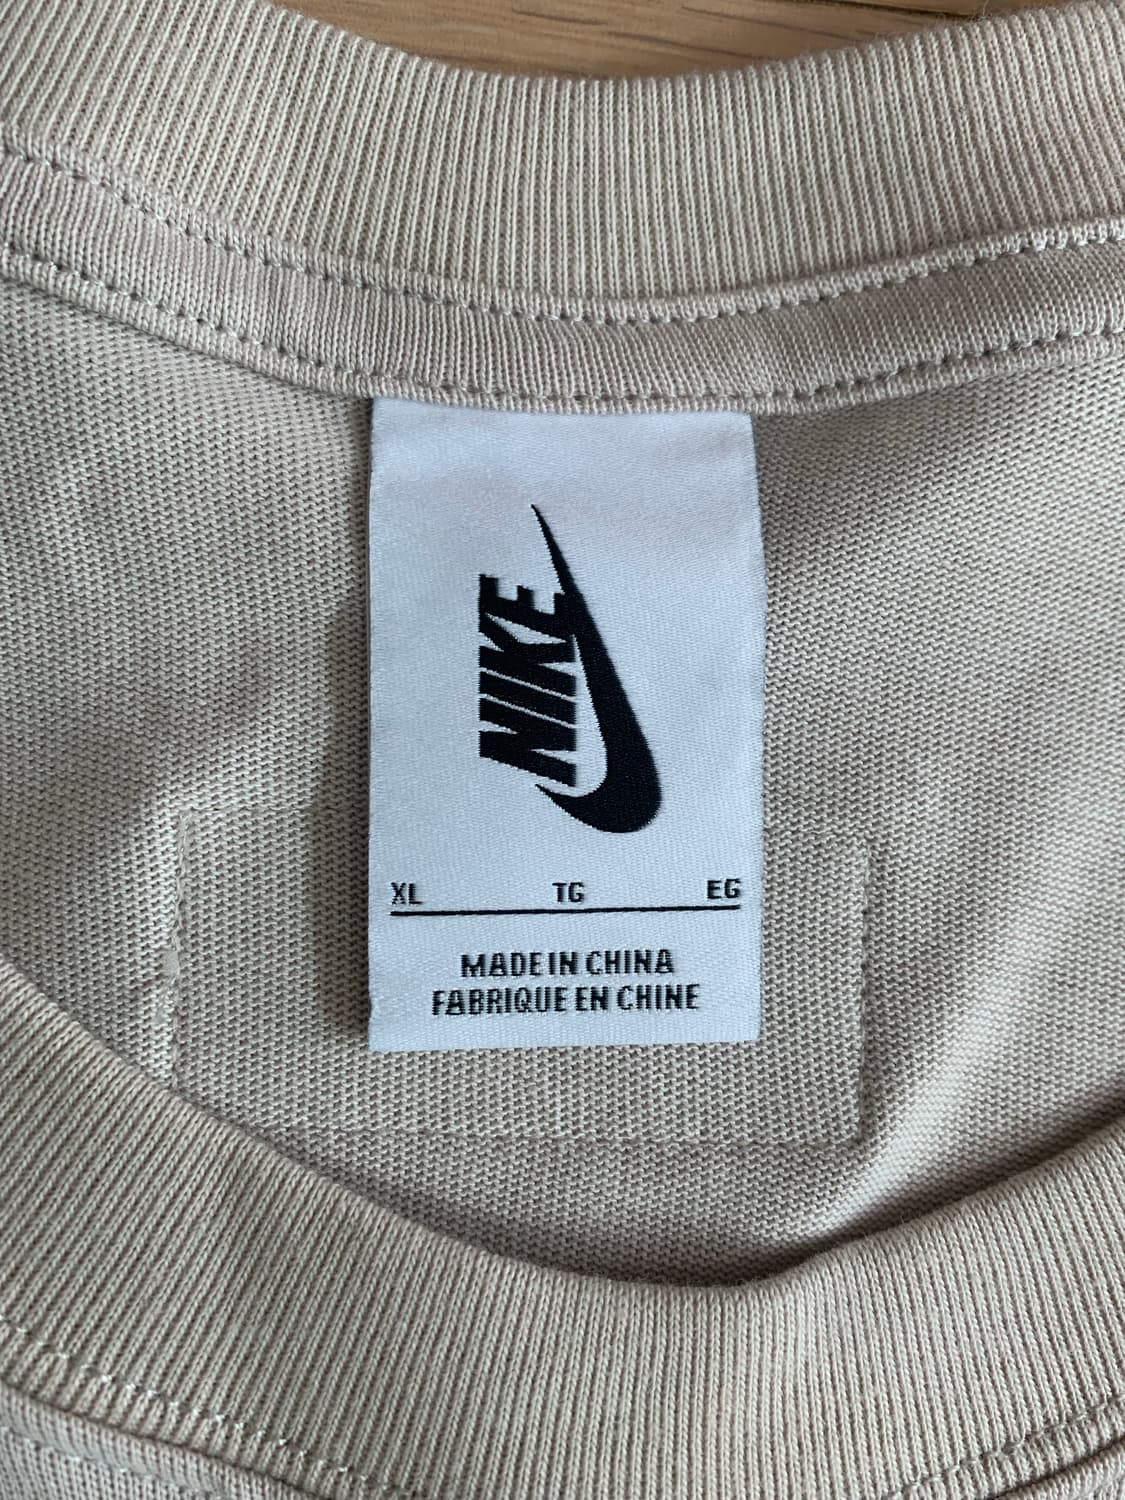 NIKE
XL TG EG
MADE IN CHINA
FABRIQUE EN CHINE